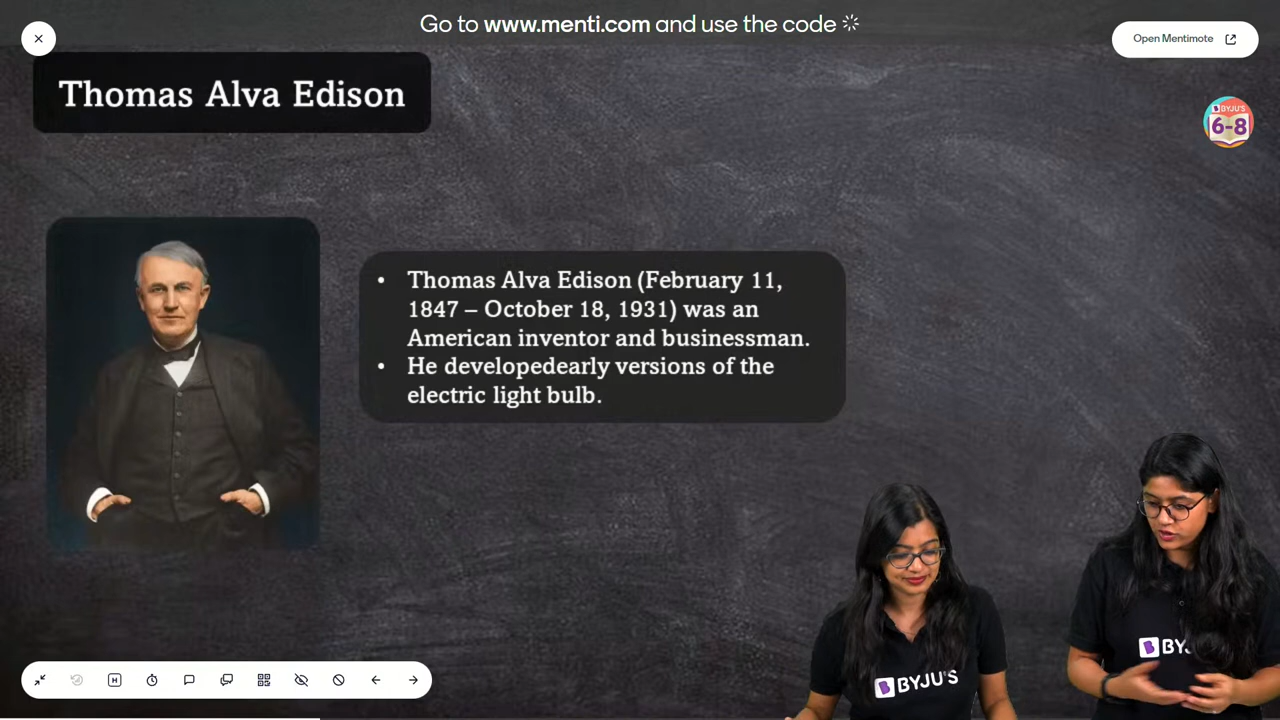 Go to www.menti.com and use the code
Open Mentimote
Thomas Alva Edison
BYJU'S
6-8
• Thomas Alva Edison (February 11,
1847 – October 18, 1931) was an
American inventor and businessman.
• He developedearly versions of the
electric light bulb.
BYJU'S
BYJ
H